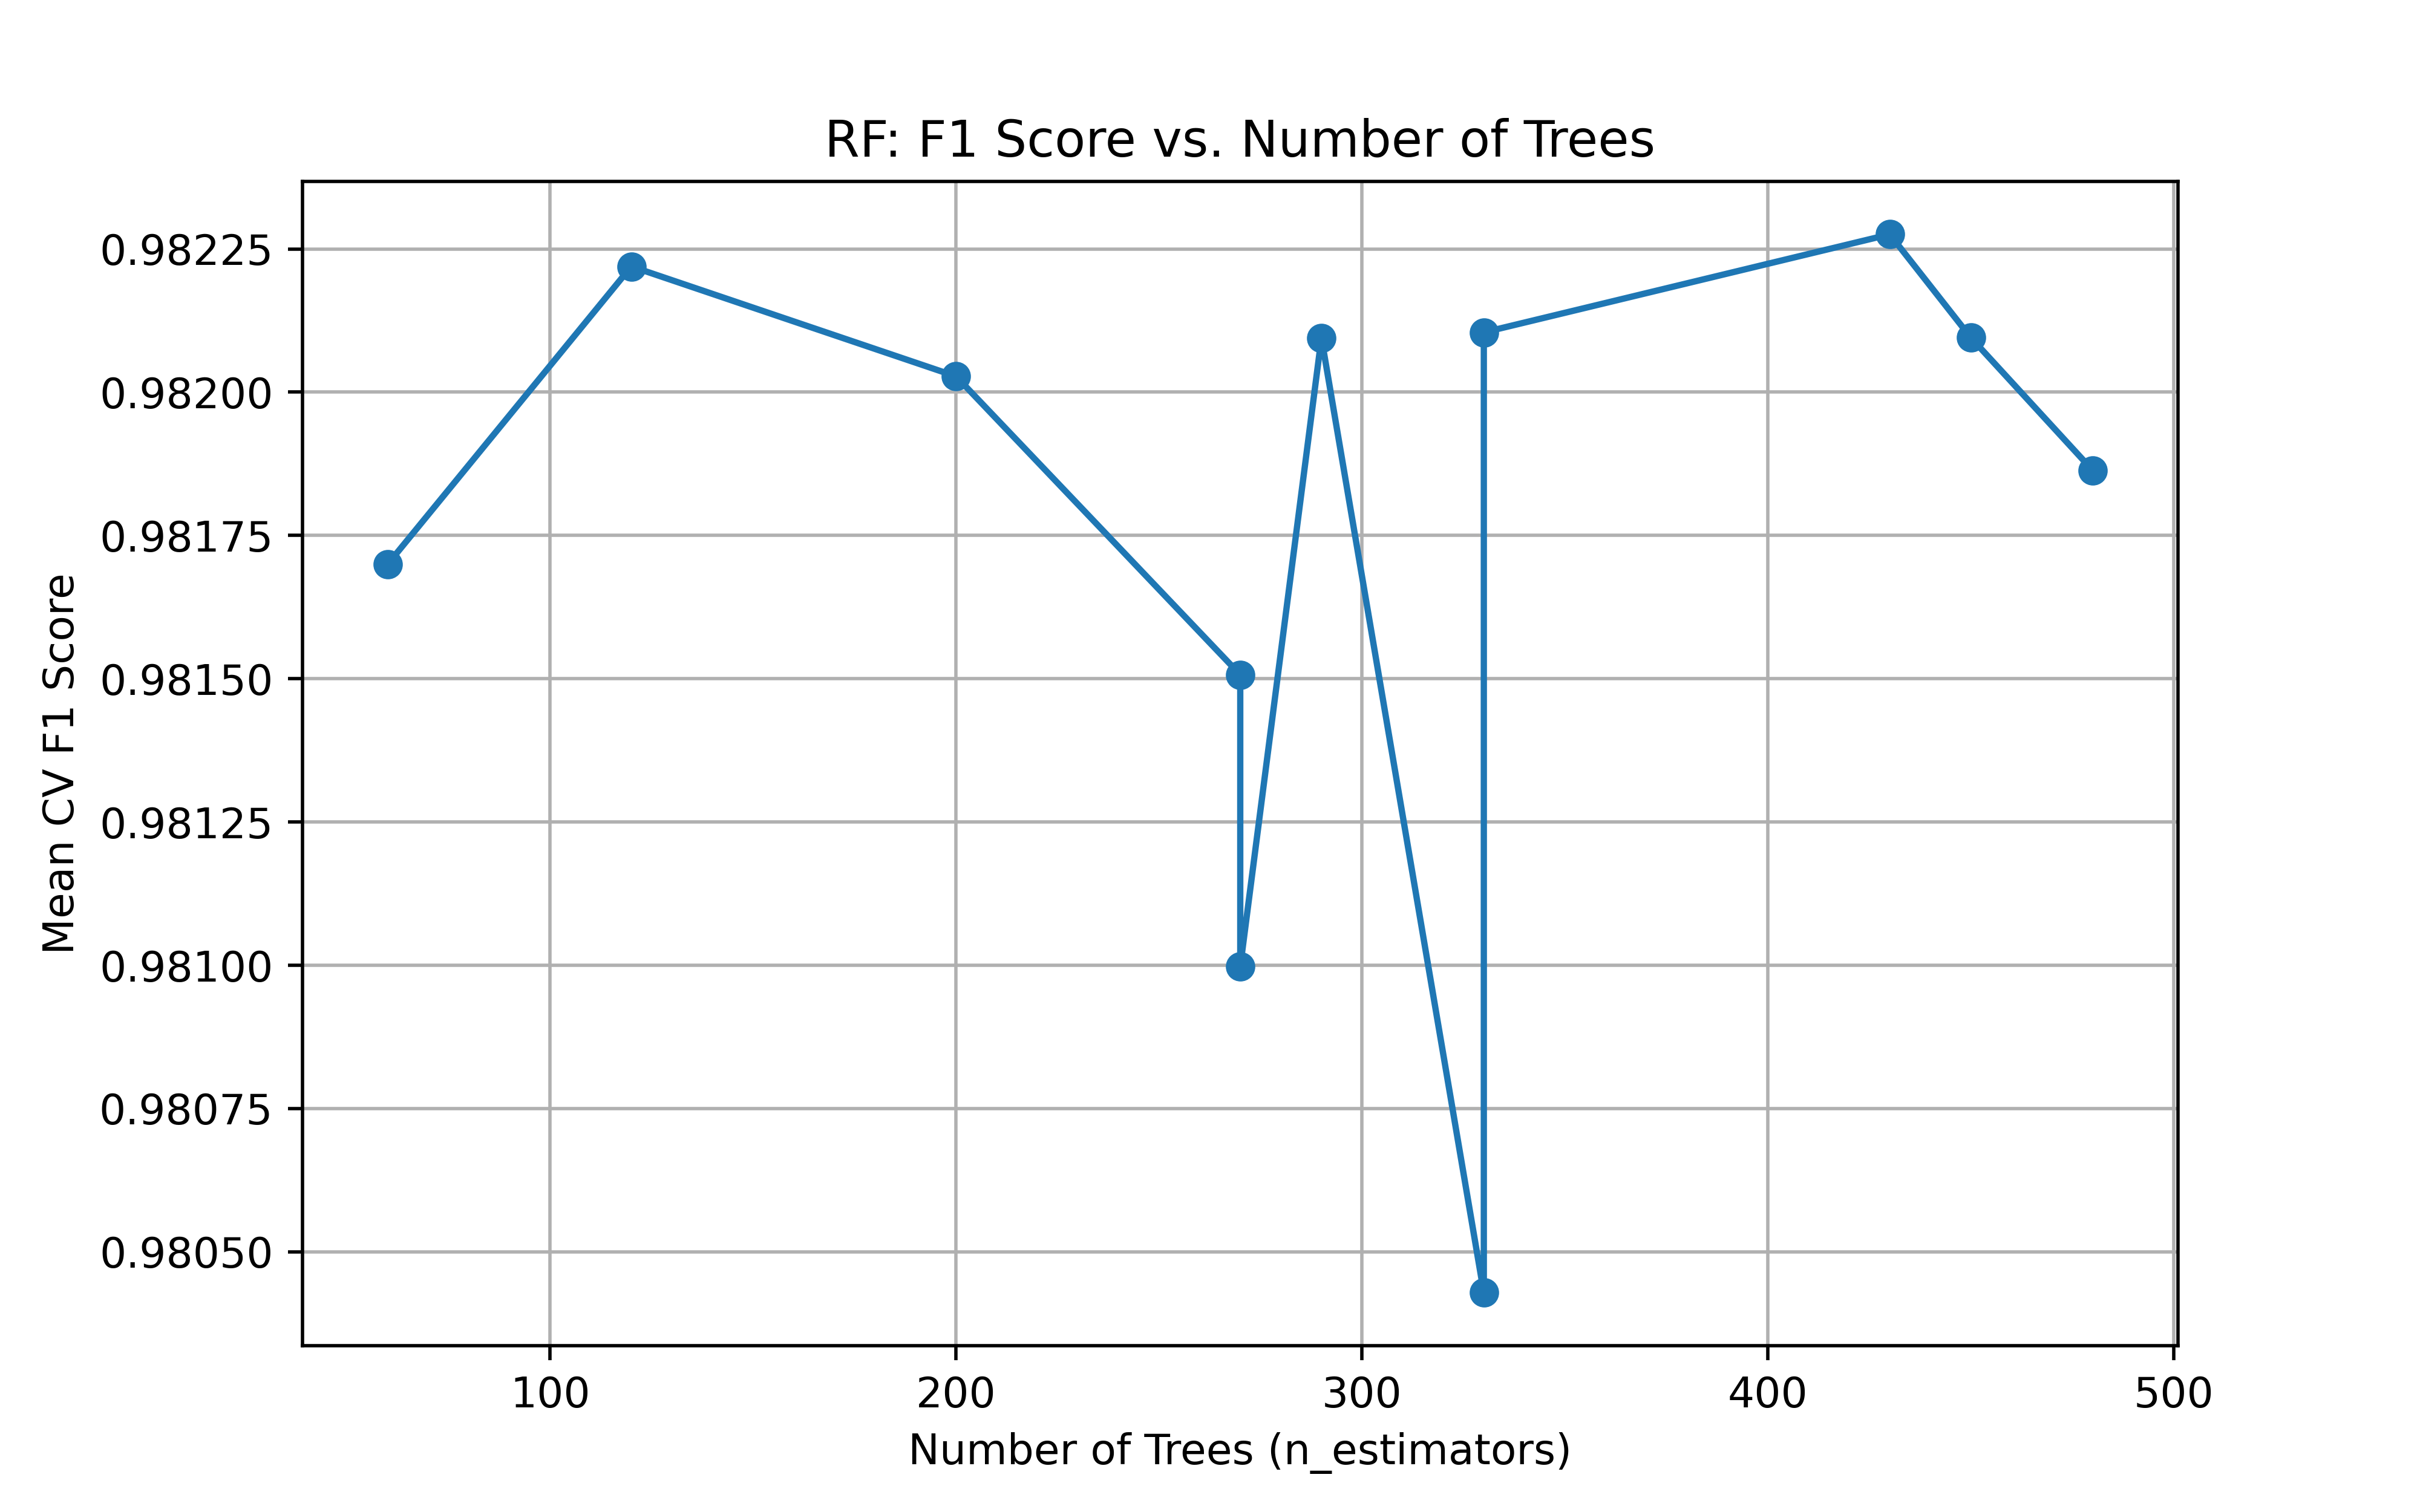 RF: F1 Score vs. Number of Trees
0.98225
0.98200
0.98175
0.98150
0.98125
0.98100
0.98075
0.98050
Mean CV F1 Score
100 200 300 400 500
Number of Trees (n_estimators)